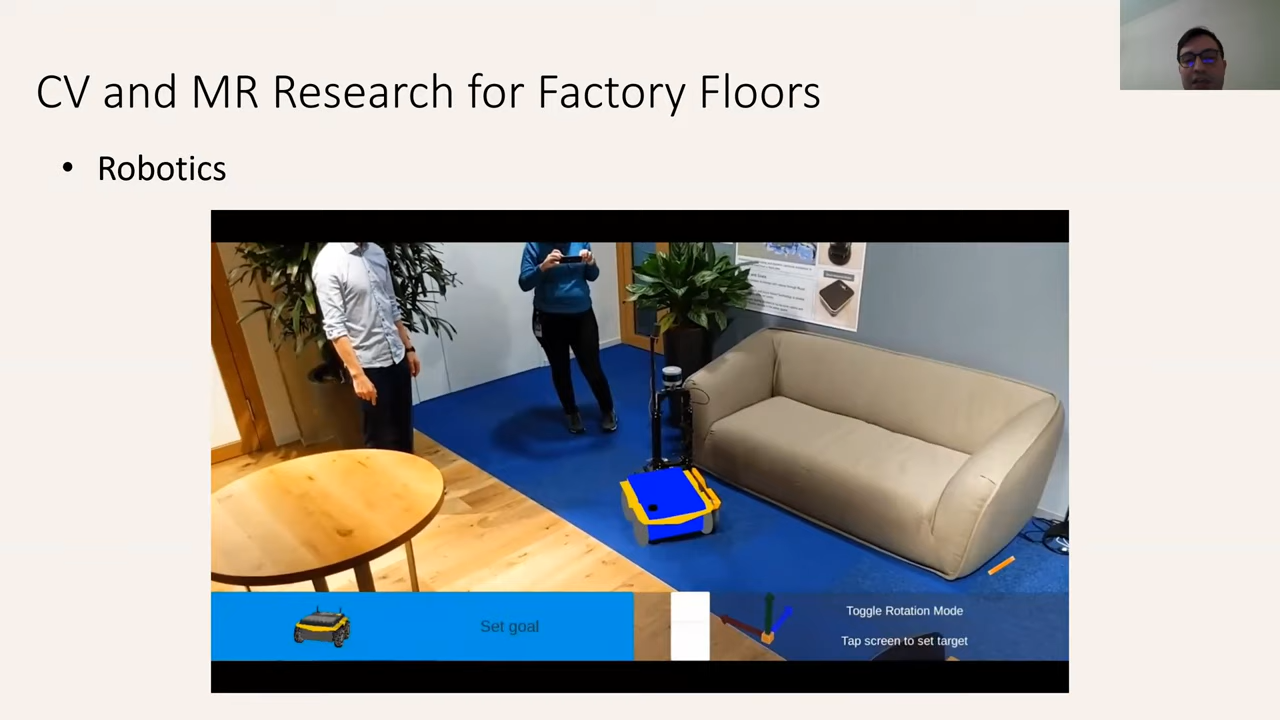 CV and MR Research for Factory Floors
• Robotics
Set goal
Toggle Rotation Mode
Tap screen to set target